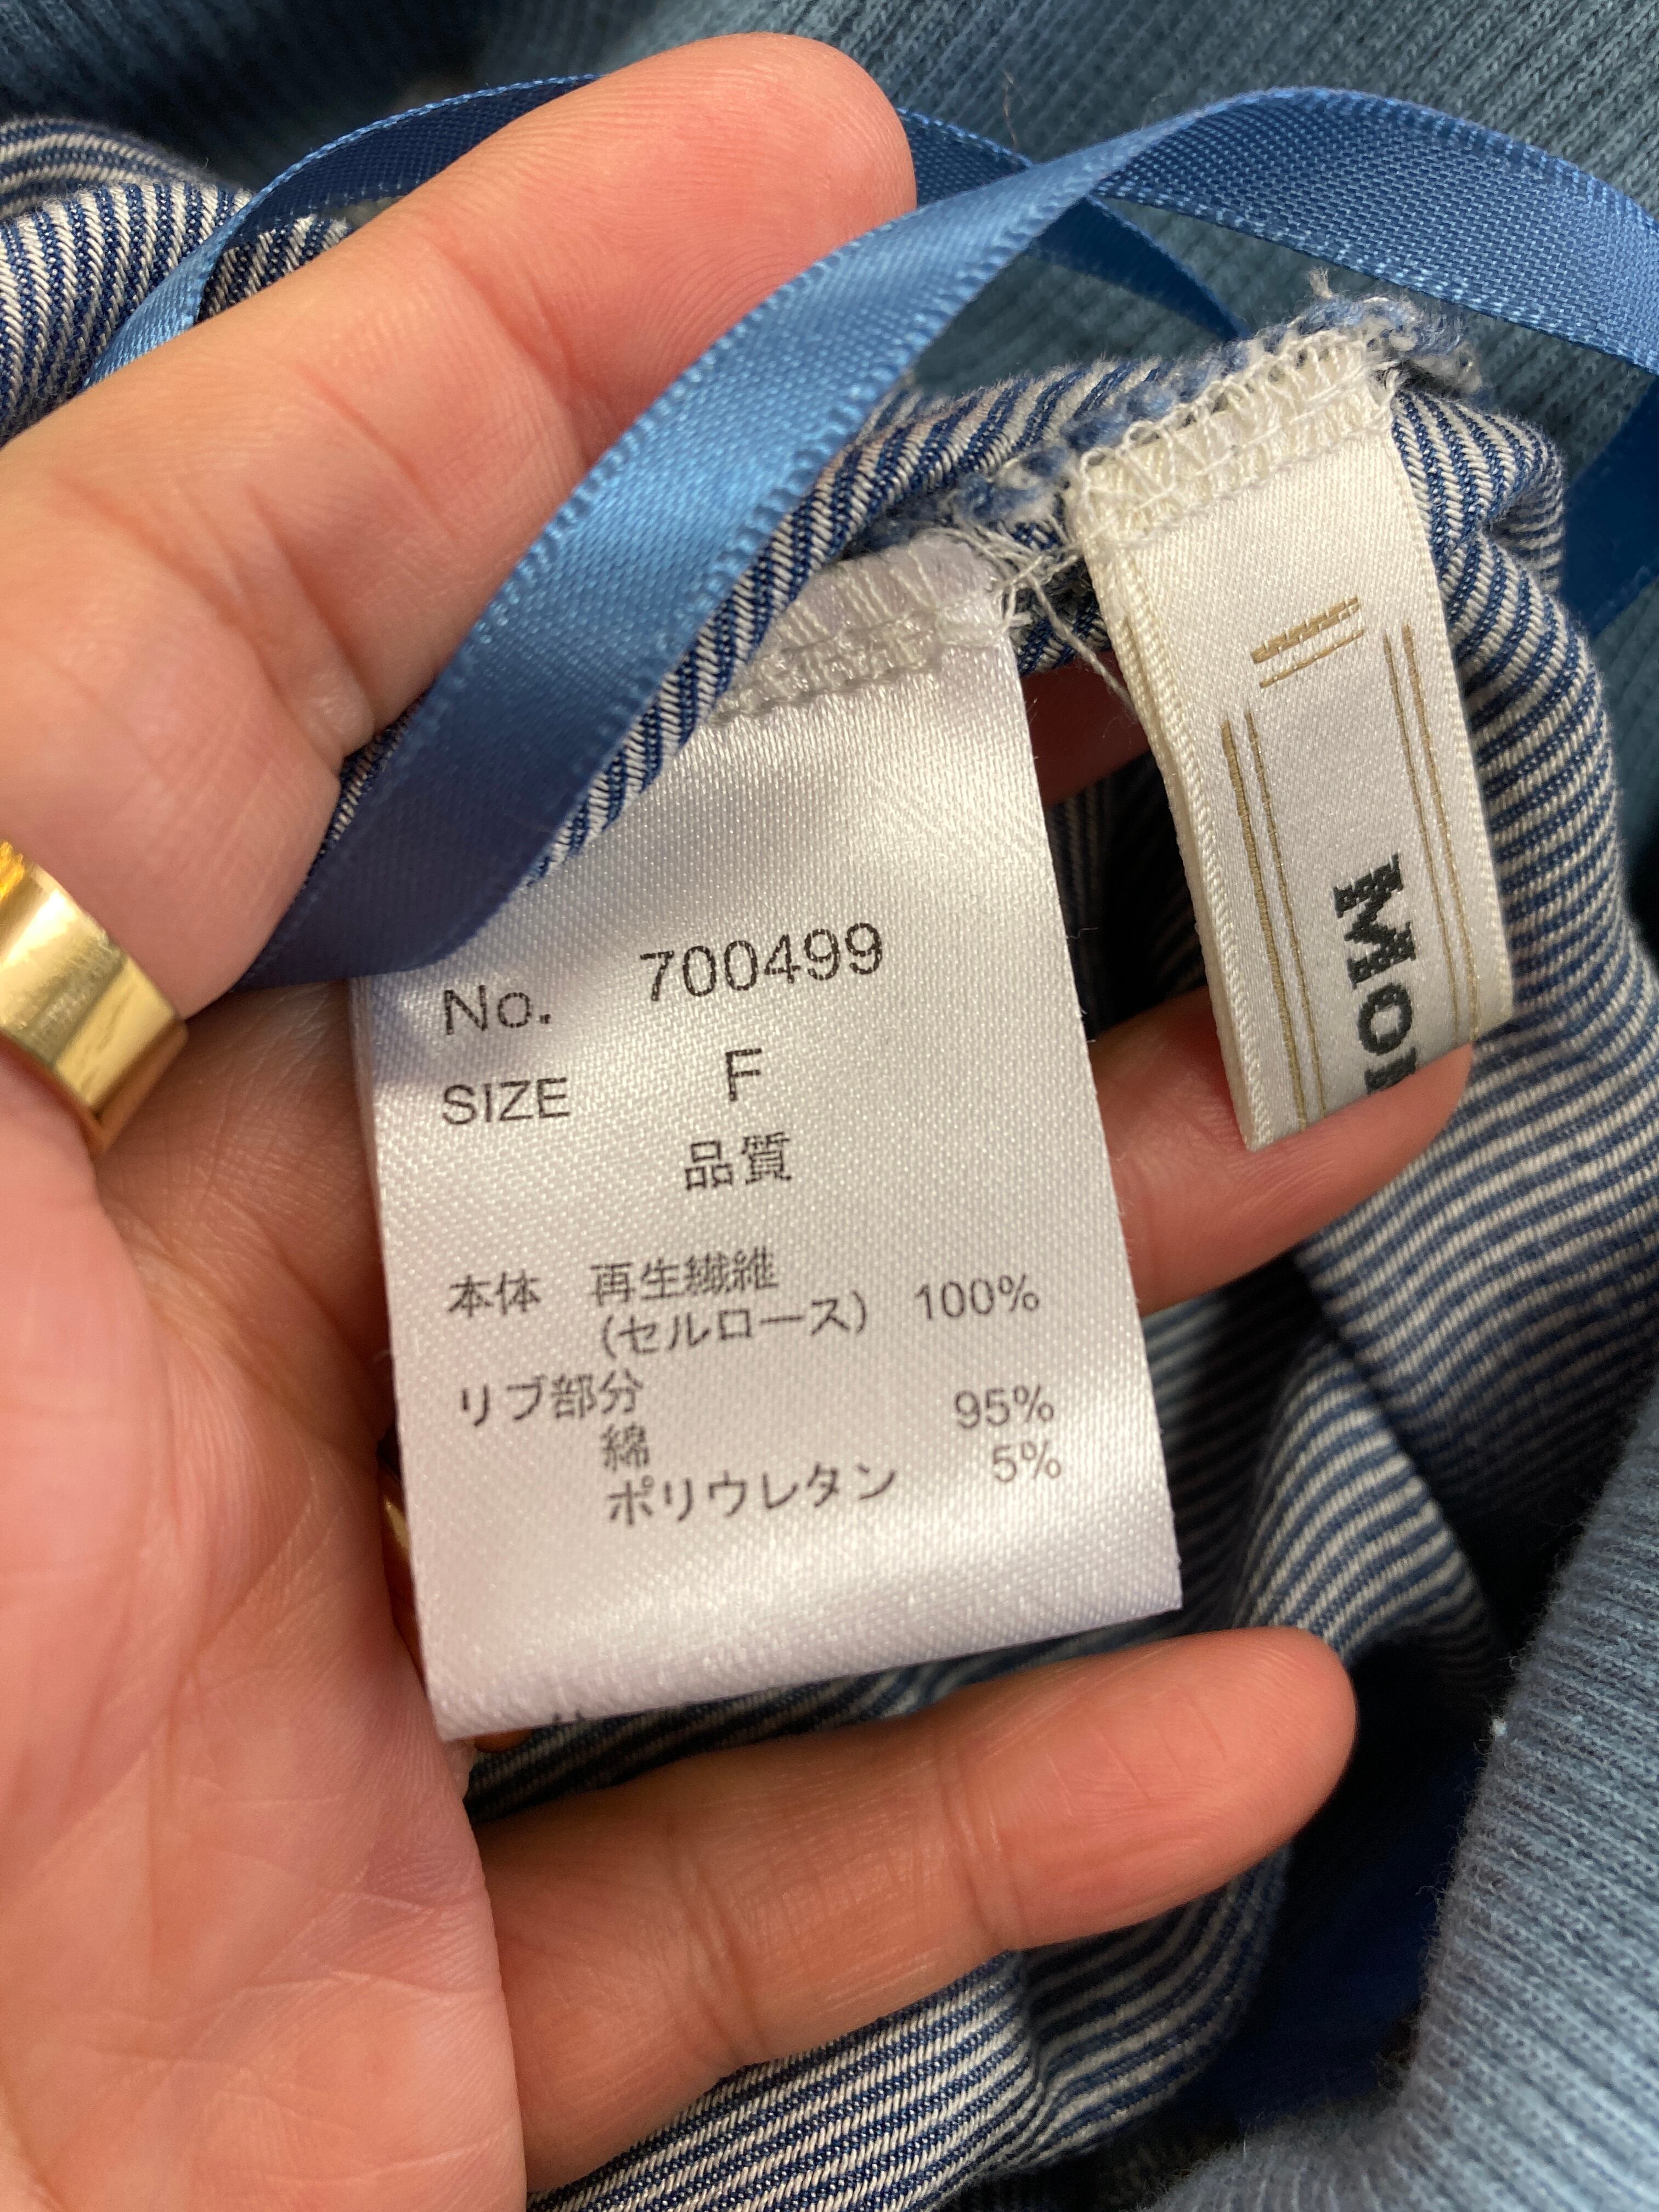 No. 700499
SIZE F
品質
本体 再生繊維
(セルロース) 100%
リブ部分
綿 95%
ポリウレタン 5%